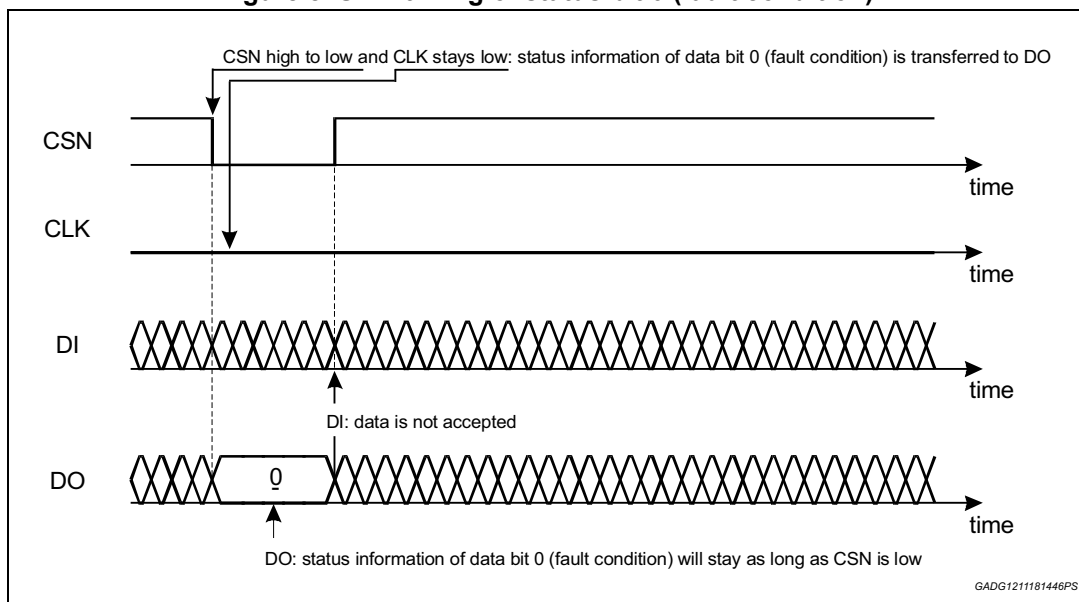 CSN high to low and CLK stays low: status information of data bit 0 (fault condition) is transferred to DO
CSN
time
CLK
time
DI
time
DI: data is not accepted
DO
0
time
DO: status information of data bit 0 (fault condition) will stay as long as CSN is low
GADG1211181446PS